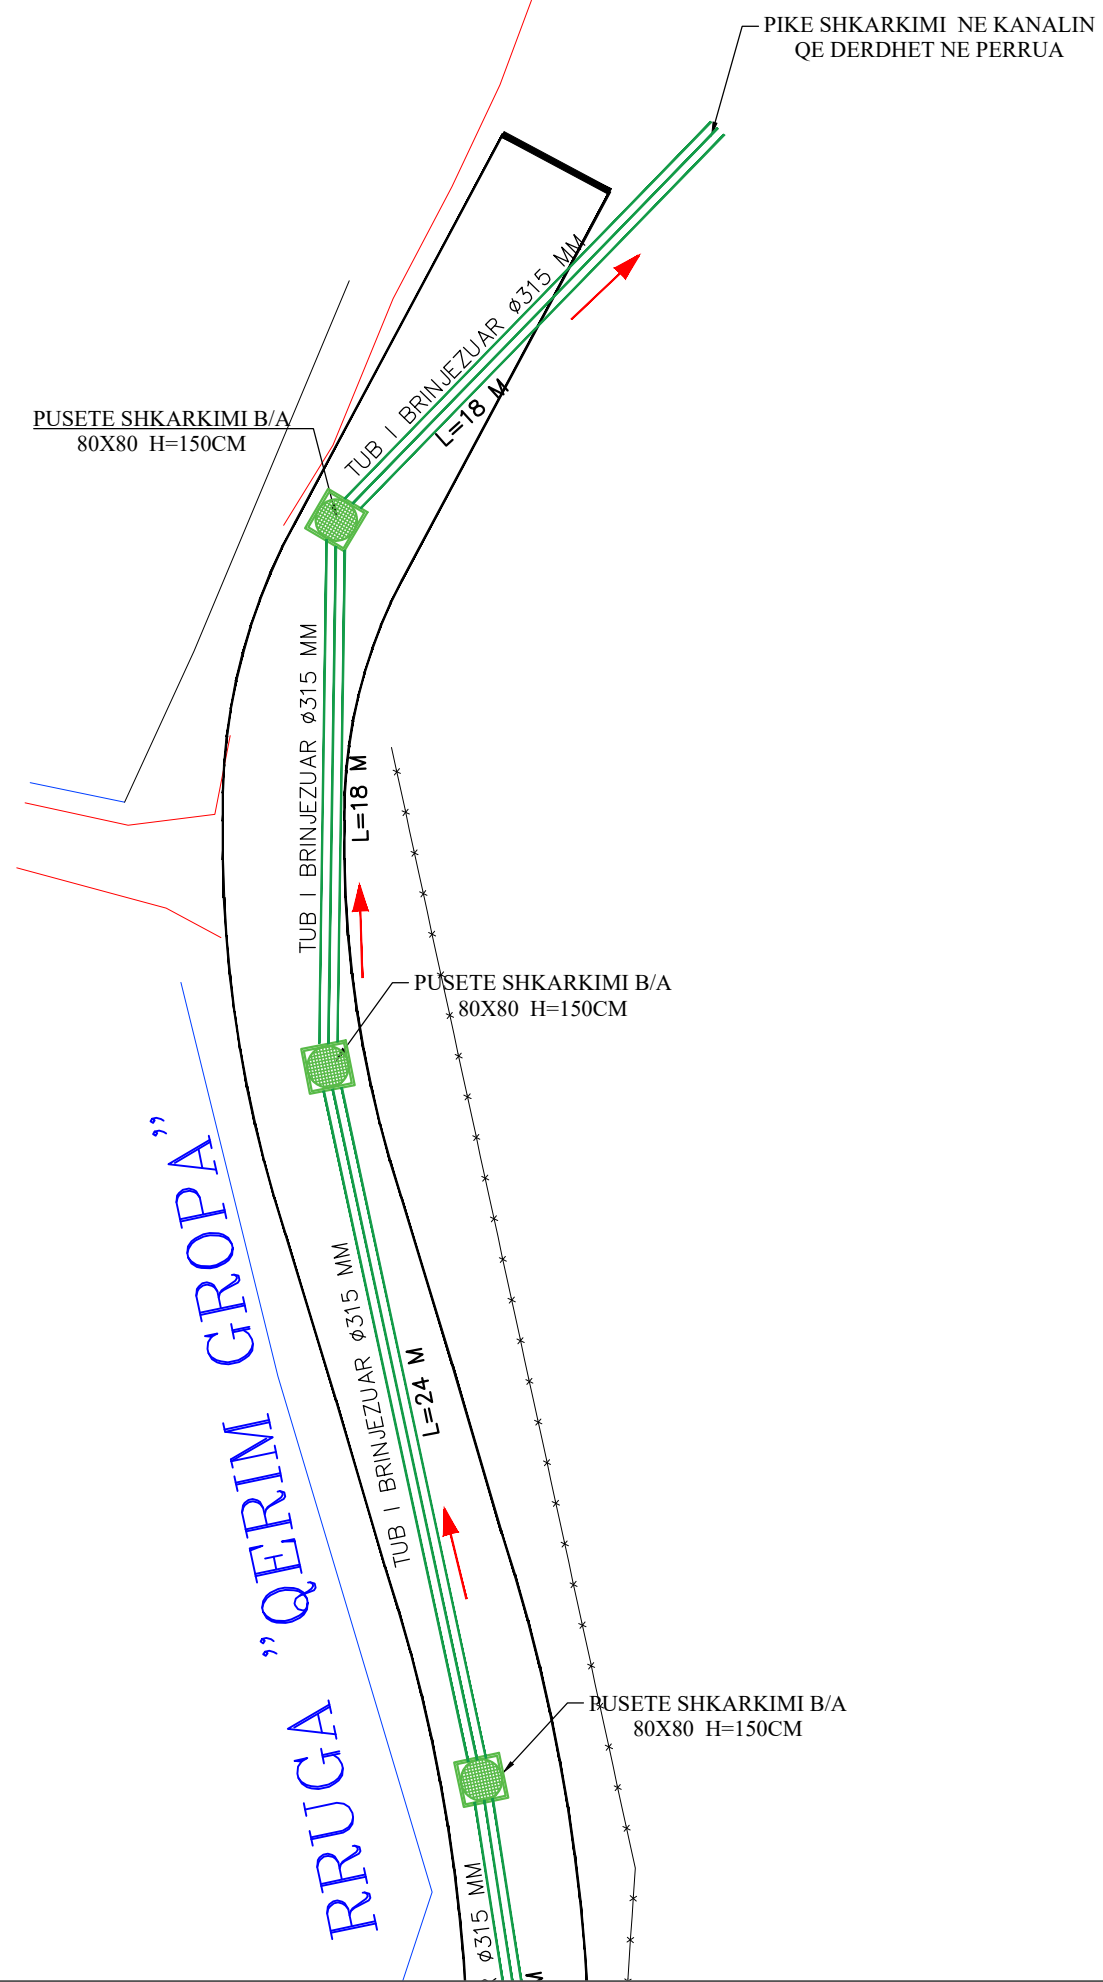 PIKE SHKARKIMI NE KANALIN
QE DERDHET NE PERRUA
TUB I BRINJEZUAR ø315 MM
L=18 M
PUSETE SHKARKIMI B/A
80X80 H=150CM
TUB I BRINJEZUAR ø315 MM
L=18 M
PUSETE SHKARKIMI B/A
80X80 H=150CM
RRUGA "QERIM GROPA"
TUB I BRINJEZUAR ø315 MM
L=24 M
PUSETE SHKARKIMI B/A
80X80 H=150CM
ø315 MM